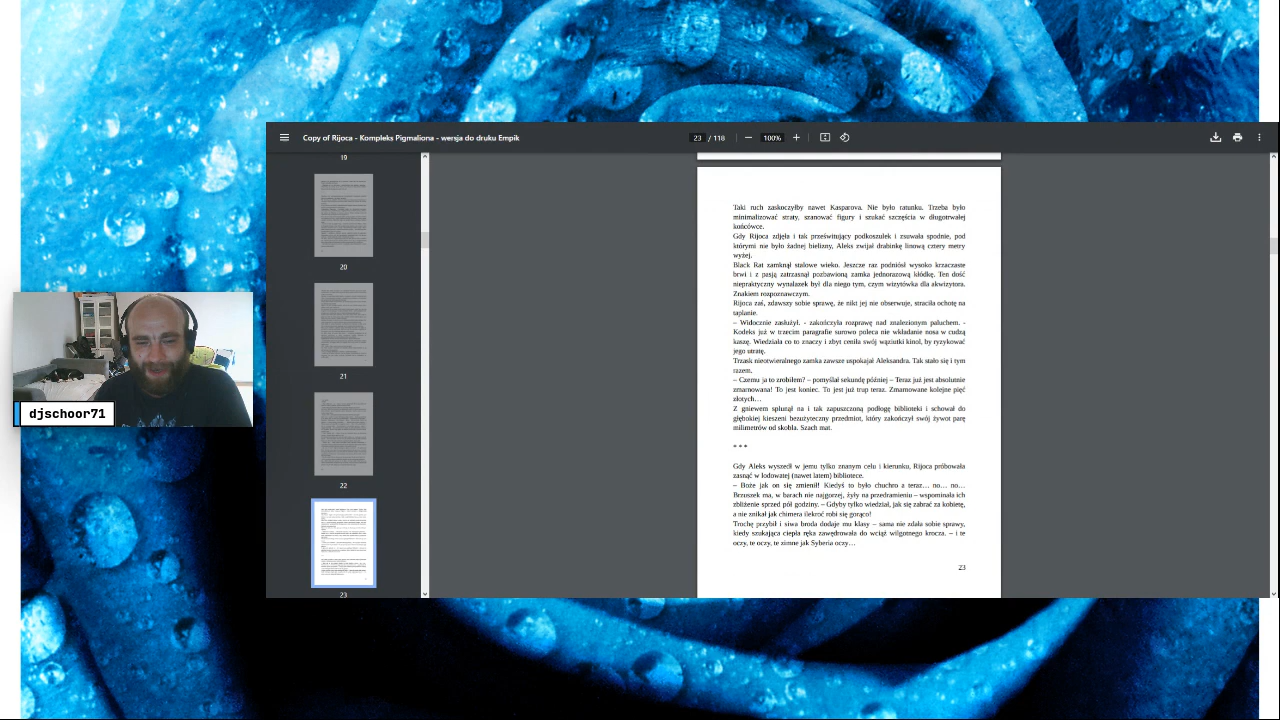 Copy of Rijoca - Kompleks Pigmaliona - wersja do druku Empik
23 / 118
100%
19
20
21
22
23
Taki ruch zaskoczyłby nawet Kasparova. Nie było ratunku. Trzeba było
minimalizować straty, szanować figury i szukać szczęścia w długotrwałej
końcówce.
Gdy Rijoca zdjęła i tak prześwitujący podkoszulek i zsuwała spodnie, pod
którymi nie było żadnej bielizny, Aleks zwijał drabinkę linową cztery metry
wyżej.
Black Rat zamknął stalowe wieko. Jeszcze raz podniósł wysoko krzaczaste
brwi i z pasją zatrzasnął pozbawioną zamka jednorazową kłódkę. Ten dość
niepraktyczny wynalazek był dla niego tym, czym wizytówka dla akwizytora.
Znakiem rozpoznawczym.
Rijoca zaś, zdawszy sobie sprawę, że nikt jej nie obserwuje, straciła ochotę na
taplanie.
– Widocznie zasłużył. - zakończyła rozprawę nad znalezionym paluchem. -
Kodeks już w trzecim paragrafie surowo poleca nie wkładanie nosa w cudzą
kaszę. Wiedziała co to znaczy i zbyt ceniła swój wąziutki kinol, by ryzykować
jego utratę.
Trzask nieotwieralnego zamka zawsze uspokajał Aleksandra. Tak stało się i tym
razem.
– Czemu ja to zrobiłem? – pomyślał sekundę później – Teraz już jest absolutnie
zmarnowana! To jest koniec. To jest już trup teraz. Zmarnowane kolejne pięć
złotych…
Z gniewem splunął na i tak zapuszczoną podłogę biblioteki i schował do
głębokiej kieszeni bezużyteczny przedmiot, który zakończył swój żywot parę
milimetrów od skobla. Szach mat.
* * *
Gdy Aleks wyszedł w jemu tylko znanym celu i kierunku, Rijoca próbowała
zasnąć w lodowatej (nawet latem) bibliotece.
– Boże jak on się zmienił! Kiedyś to było chuchro a teraz… no… no…
Brzuszek ma, w barach nie najgorzej, żyły na przedramieniu – wspominała ich
zbliżenie sprzed pół godziny. – Gdyby tylko wiedział, jak się zabrać za kobietę,
a nie znikał jak chimera ilekroć robi się gorąco!
Trochę przybił i siwa broda dodaje mu klasy – sama nie zdała sobie sprawy,
kiedy szukająca ciepła ręka zawędrowała do wciąż wilgotnego krocza. – i te
oczy, te oczy, te zimne jak Syberia oczy…
23
djschoor71